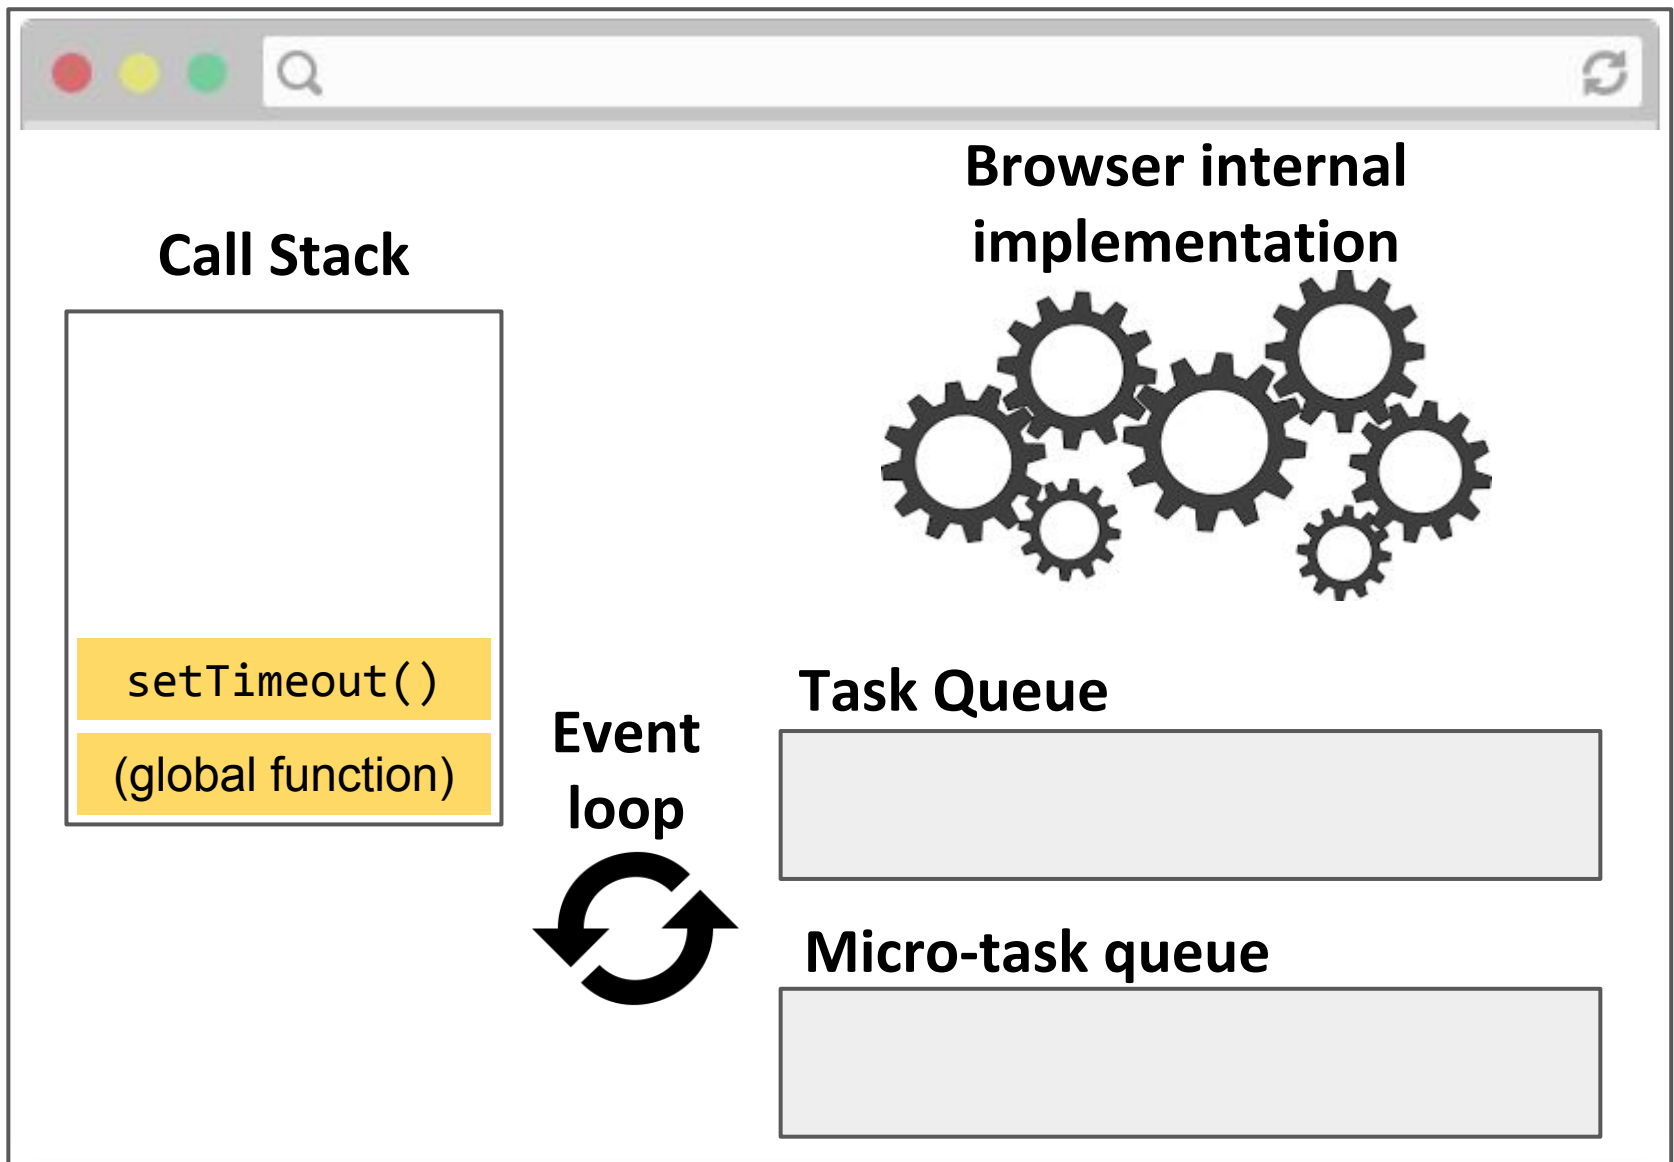 Browser internal
implementation
Call Stack
setTimeout()
(global function)
Event
loop
Task Queue
Micro-task queue